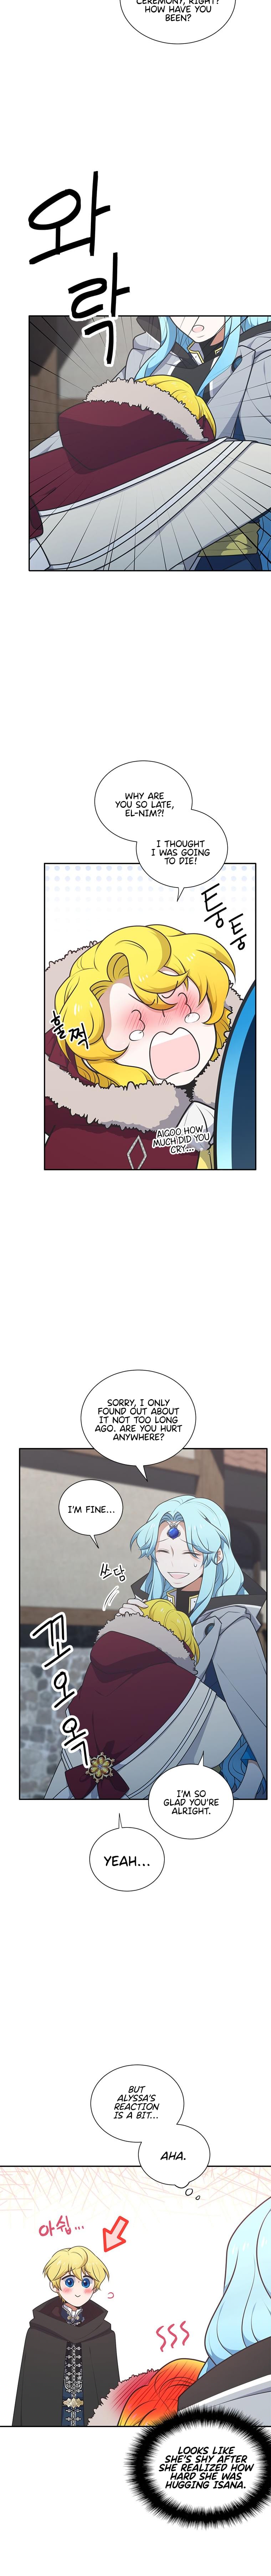 CEREMONY, RIGHT?
HOW HAVE YOU
BEEN?
와
락
WHY ARE
YOU SO LATE,
EL-NIM?!
I THOUGHT
I WAS GOING
TO DIE!
퉁
퉁
훌
쩍
AIGOO HOW
MUCH DID YOU
CRY...
SORRY, I ONLY
FOUND OUT ABOUT
IT NOT TOO LONG
AGO. ARE YOU HURT
ANYWHERE?
I'M FINE...
쓰담
꼬
오
옥
I'M SO
GLAD YOU'RE
ALRIGHT.
YEAH...
BUT
ALYSSA'S
REACTION
IS A BIT...
AHA.
아쉽...
LOOKS LIKE
SHE'S SHY AFTER
SHE REALIZED HOW
HARD SHE WAS
HUGGING ISANA.